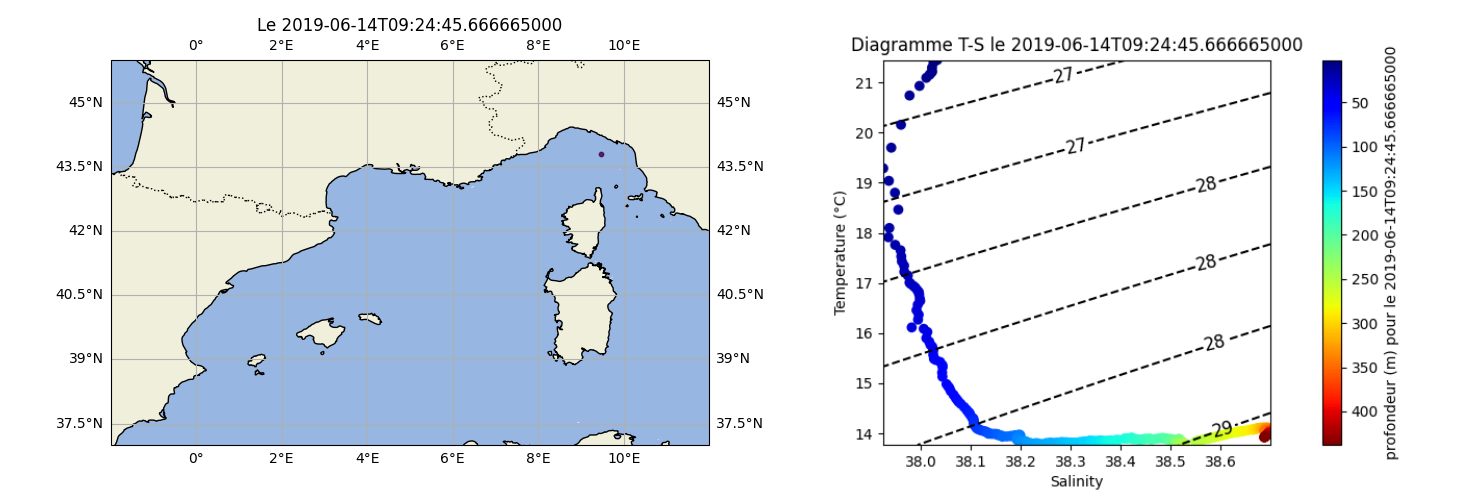 Le 2019-06-14T09:24:45.666665000
0° 2°E 4°E 6°E 8°E 10°E
45°N 45°N
43.5°N 43.5°N
42°N 42°N
40.5°N 40.5°N
39°N 39°N
37.5°N 37.5°N
0° 2°E 4°E 6°E 8°E 10°E
Diagramme T-S le 2019-06-14T09:24:45.666665000
Temperature (°C)
21
20
19
18
17
16
15
14
27
27
28
28
28
29
38.0 38.1 38.2 38.3 38.4 38.5 38.6
Salinity
50
100
150
200
250
300
350
400
profondeur (m) pour le 2019-06-14T09:24:45.666665000